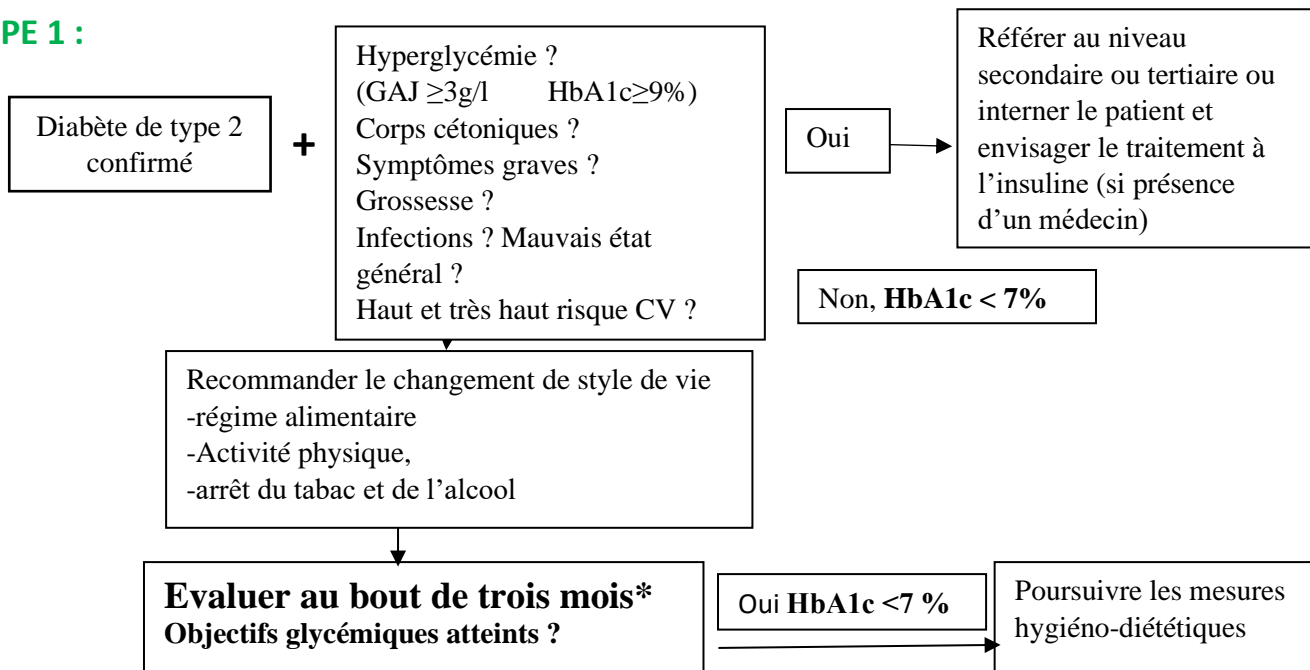 PE 1 :
Diabète de type 2
confirmé
+
Hyperglycémie ?
(GAJ ≥3g/l HbA1c≥9%)
Corps cétoniques ?
Symptômes graves ?
Grossesse ?
Infections ? Mauvais état
général ?
Haut et très haut risque CV ?
Oui
Référer au niveau
secondaire ou tertiaire ou
interner le patient et
envisager le traitement à
l’insuline (si présence
d’un médecin)
Non, HbA1c < 7%
Recommander le changement de style de vie
-régime alimentaire
-Activité physique,
-arrêt du tabac et de l’alcool
Evaluer au bout de trois mois*
Objectifs glycémiques atteints ?
Oui HbA1c <7 %
Poursuivre les mesures
hygiéno-diététiques